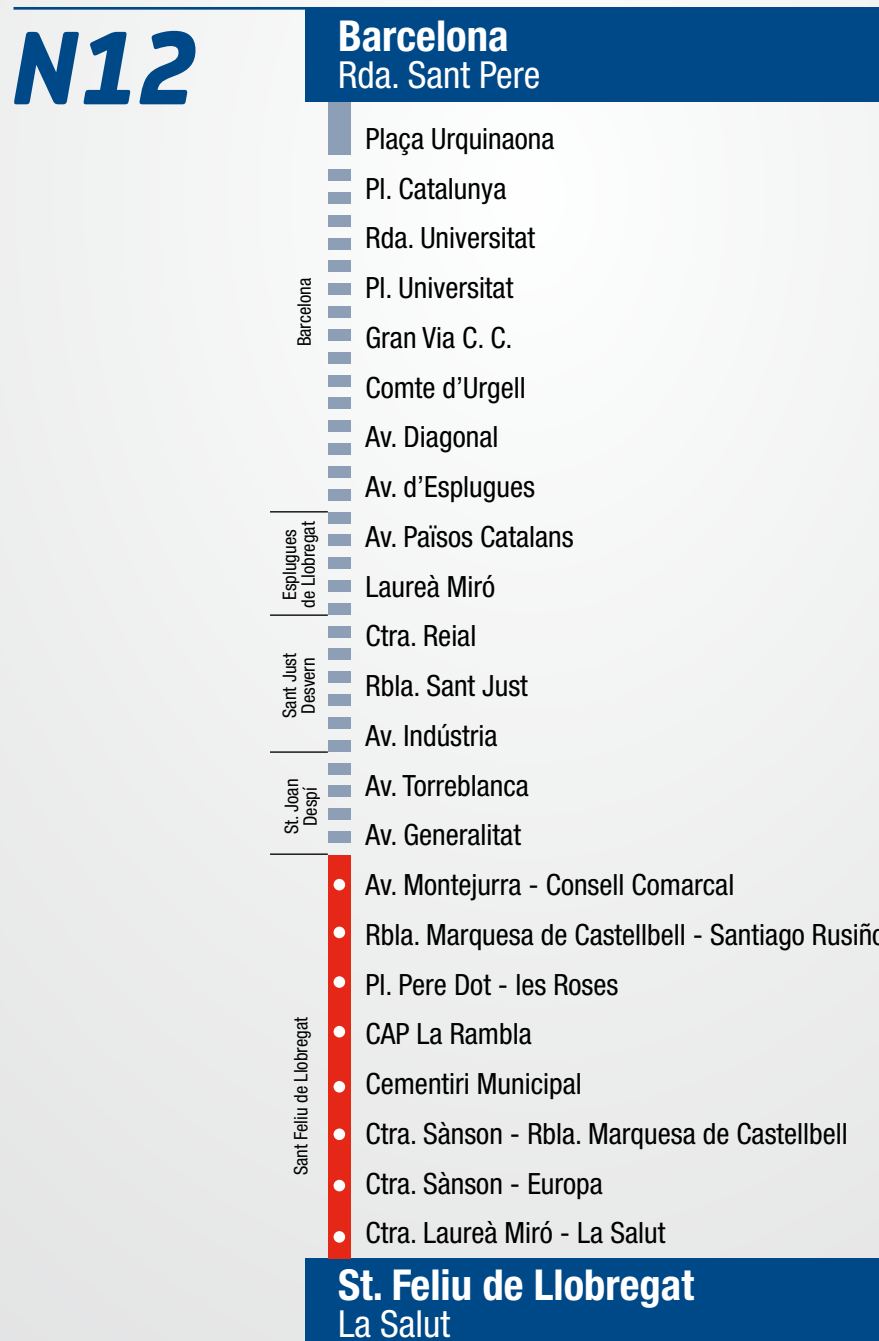 N12
Barcelona
Rda. Sant Pere
Barcelona
Plaça Urquinaona
Pl. Catalunya
Rda. Universitat
Pl. Universitat
Gran Via C. C.
Comte d'Urgell
Av. Diagonal
Av. d'Esplugues
Esplugues
de Llobregat
Av. Països Catalans
Laureà Miró
Sant Just
Desvern
Ctra. Reial
Rbla. Sant Just
Av. Indústria
St. Joan
Despí
Av. Torreblanca
Av. Generalitat
Sant Feliu de Llobregat
Av. Montejurra - Consell Comarcal
Rbla. Marquesa de Castellbell - Santiago Rusiño
Pl. Pere Dot - les Roses
CAP La Rambla
Cementiri Municipal
Ctra. Sànson - Rbla. Marquesa de Castellbell
Ctra. Sànson - Europa
Ctra. Laureà Miró - La Salut
St. Feliu de Llobregat
La Salut